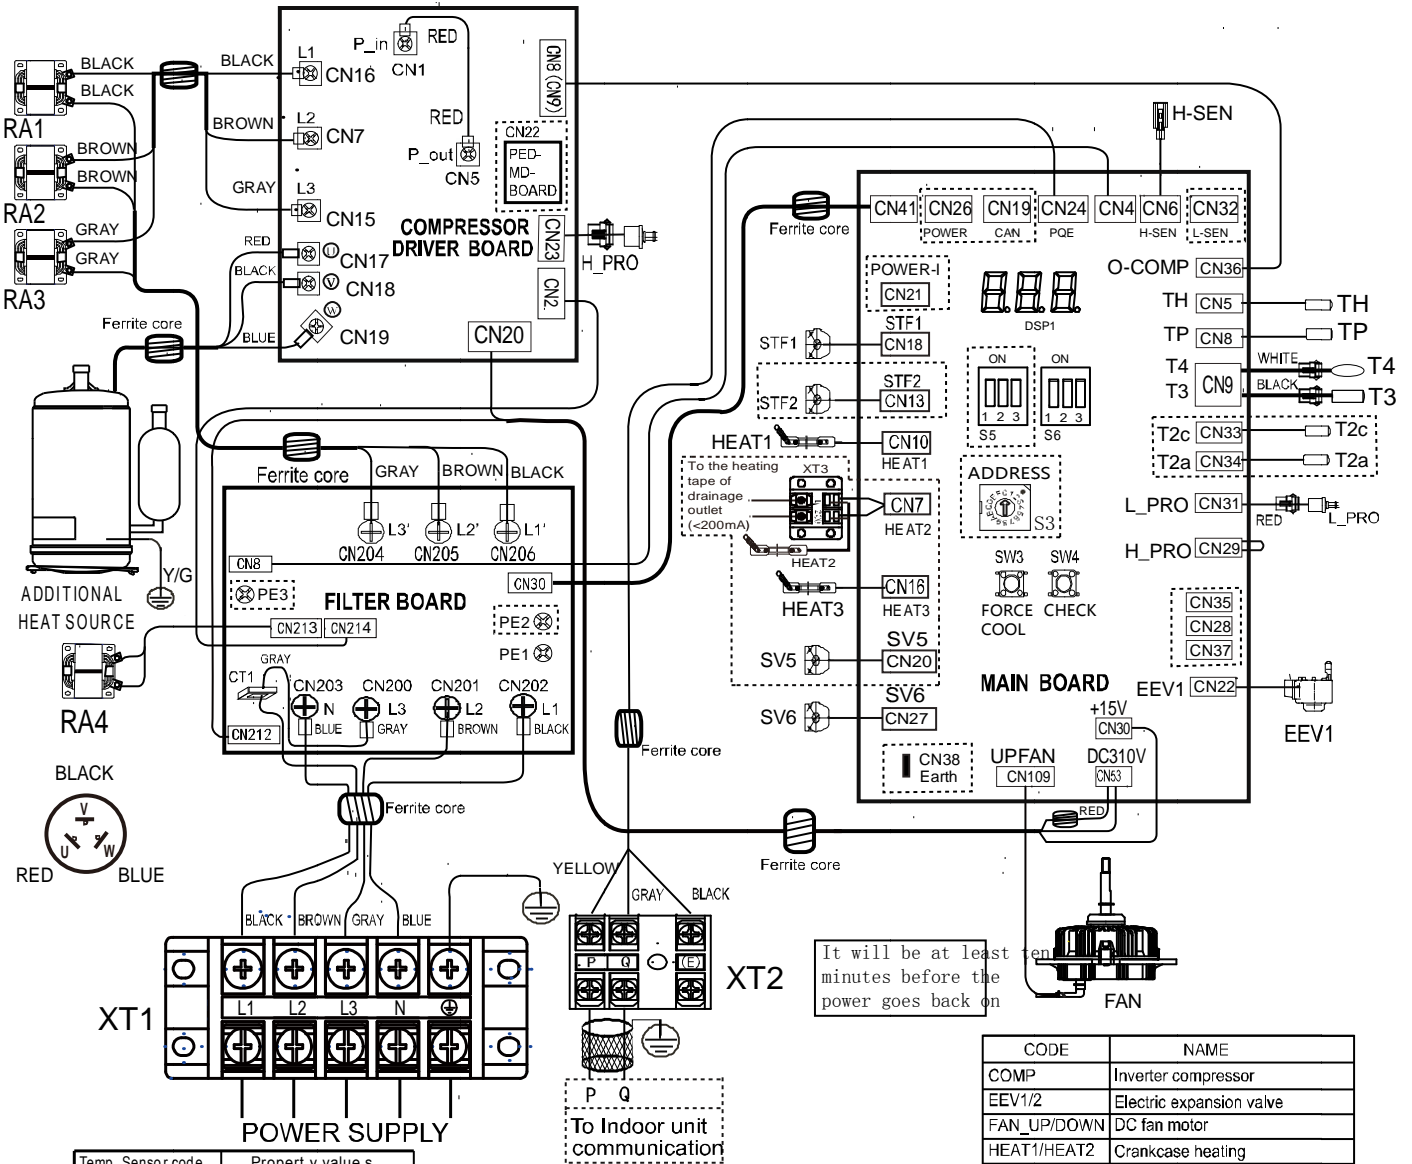 BLACK
BLACK
RA1
BROWN
BROWN
RA2
GRAY
GRAY
RA3
BLACK
BROWN
GRAY
L1
CN16
L2
CN7
L3
CN15
RED
U
CN17
BLACK
V
CN18
W
BLUE
CN19
P_in
CN1
RED
RED
P_out
CN5
CN8 (CN9)
CN22
PED-
MD-
BOARD
COMPRESSOR
DRIVER BOARD
CN23
H_PRO
CN2
CN20
Ferrite core
Ferrite core
GRAY
BROWN
BLACK
L3'
L2'
L1'
CN204
CN205
CN206
CN8
CN30
PE3
FILTER BOARD
PE2
PE1
CN213
CN214
GRAY
CT1
CN203
CN200
CN201
CN202
N
L3
L2
L1
BLUE
GRAY
BROWN
BLACK
CN212
Y/G
ADDITIONAL
HEAT SOURCE
RA4
BLACK
V
U
W
RED
BLUE
Ferrite core
BLACK
BROWN
GRAY
BLUE
XT1
L1
L2
L3
N
POWER SUPPLY
Temp. Sensor code
Propert y value s
Ferrite core
YELLOW
GRAY
BLACK
P
Q
(E)
XT2
P
Q
To Indoor unit
communication
Ferrite core
Ferrite core
H-SEN
CN41
CN26
CN19
CN24
CN4
CN6
CN32
POWER
CAN
PQE
H-SEN
L-SEN
POWER-I
CN21
STF1
STF1
CN18
STF2
STF2
CN13
HEAT1
CN10
HEAT1
To the heating
tape of
drainage
outlet
(<200mA)
XT3
CN7
HEAT2
HEAT2
CN16
HEAT3
HEAT3
SV5
SV5
CN20
SV6
SV6
CN27
CN38
Earth
DSP1
ON
ON
1 2 3
1 2 3
S5
S6
ADDRESS
S3
SW3
SW4
FORCE
COOL
CHECK
MAIN BOARD
O-COMP
CN36
TH
CN5
TH
TP
CN8
TP
T4
T3
CN9
WHITE
T4
BLACK
T3
T2c
CN33
T2c
T2a
CN34
T2a
L_PRO
CN31
RED
L_PRO
H_PRO
CN29
CN35
CN28
CN37
EEV1
CN22
EEV1
+15V
CN30
UPFAN
CN109
DC310V
CN53
RED
FAN
It will be at least ten
minutes before the
power goes back on
CODE NAME
COMP Inverter compressor
EEV1/2 Electric expansion valve
FAN_UP/DOWN DC fan motor
HEAT1/HEAT2 Crankcase heating